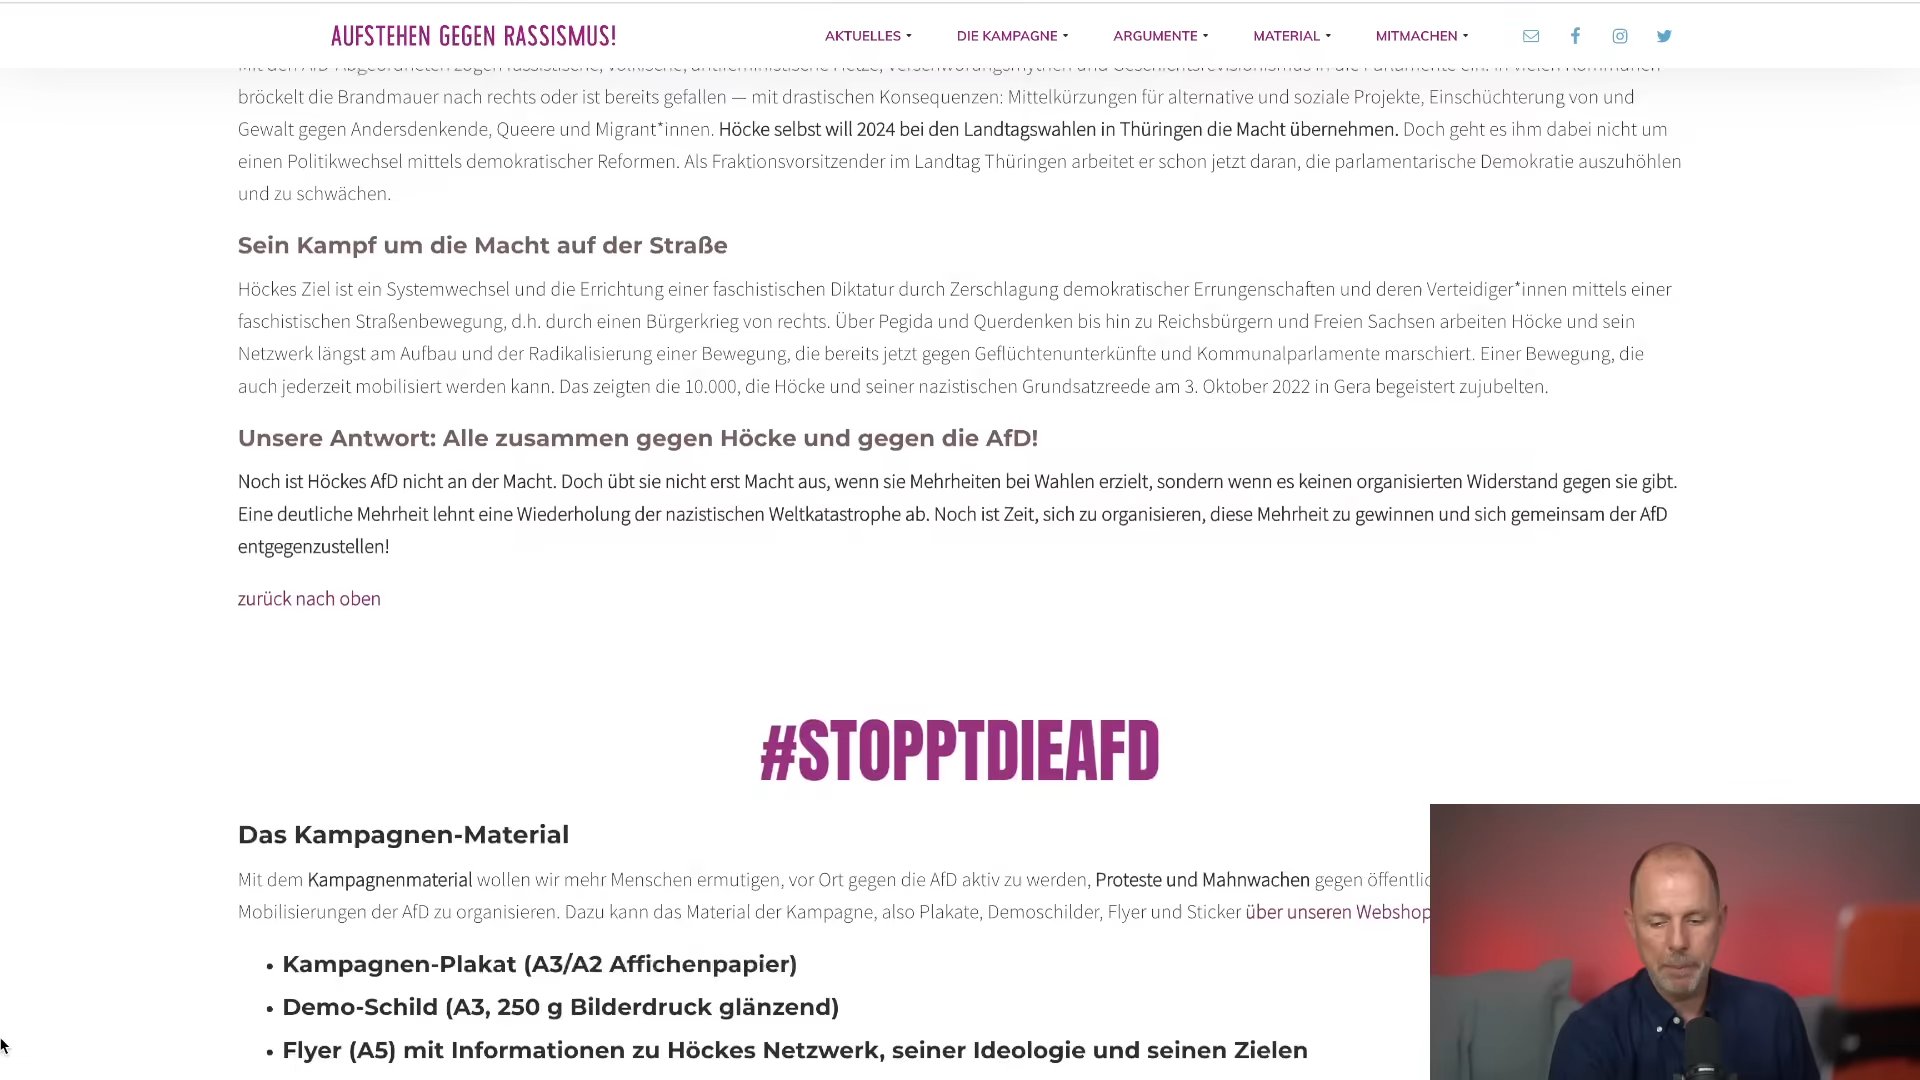 AUFSTEHEN GEGEN RASSISMUS!
AKTUELLES
DIE KAMPAGNE
ARGUMENTE
MATERIAL
MITMACHEN
bröckelt die Brandmauer nach rechts oder ist bereits gefallen — mit drastischen Konsequenzen: Mittelkürzungen für alternative und soziale Projekte, Einschüchterung von und
Gewalt gegen Andersdenkende, Queere und Migrant*innen. Höcke selbst will 2024 bei den Landtagswahlen in Thüringen die Macht übernehmen. Doch geht es ihm dabei nicht um
einen Politikwechsel mittels demokratischer Reformen. Als Fraktionsvorsitzender im Landtag Thüringen arbeitet er schon jetzt daran, die parlamentarische Demokratie auszuhöhlen
und zu schwächen.
Sein Kampf um die Macht auf der Straße
Höckes Ziel ist ein Systemwechsel und die Errichtung einer faschistischen Diktatur durch Zerschlagung demokratischer Errungenschaften und deren Verteidiger*innen mittels einer
faschistischen Straßenbewegung, d.h. durch einen Bürgerkrieg von rechts. Über Pegida und Querdenken bis hin zu Reichsbürgern und Freien Sachsen arbeiten Höcke und sein
Netzwerk längst am Aufbau und der Radikalisierung einer Bewegung, die bereits jetzt gegen Geflüchtenunterkünfte und Kommunalparlamente marschiert. Einer Bewegung, die
auch jederzeit mobilisiert werden kann. Das zeigten die 10.000, die Höcke und seiner nazistischen Grundsatzreede am 3. Oktober 2022 in Gera begeistert zujubelten.
Unsere Antwort: Alle zusammen gegen Höcke und gegen die AfD!
Noch ist Höckes AfD nicht an der Macht. Doch übt sie nicht erst Macht aus, wenn sie Mehrheiten bei Wahlen erzielt, sondern wenn es keinen organisierten Widerstand gegen sie gibt.
Eine deutliche Mehrheit lehnt eine Wiederholung der nazistischen Weltkatastrophe ab. Noch ist Zeit, sich zu organisieren, diese Mehrheit zu gewinnen und sich gemeinsam der AfD
entgegenzustellen!
zurück nach oben
#STOPPTDIEAFD
Das Kampagnen-Material
Mit dem Kampagnenmaterial wollen wir mehr Menschen ermutigen, vor Ort gegen die AfD aktiv zu werden, Proteste und Mahnwachen gegen
Mobilisierungen der AfD zu organisieren. Dazu kann das Material der Kampagne, also Plakate, Demoschilder, Flyer und Sticker über unseren Webshop
• Kampagnen-Plakat (A3/A2 Affichenpapier)
• Demo-Schild (A3, 250 g Bilderdruck glänzend)
• Flyer (A5) mit Informationen zu Höckes Netzwerk, seiner Ideologie und seinen Zielen